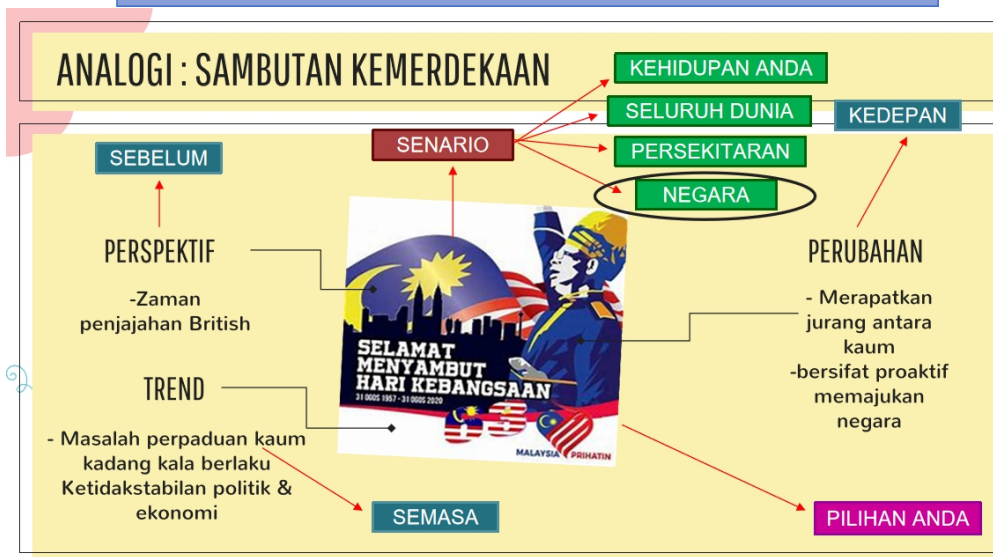 ANALOGI : SAMBUTAN KEMERDEKAAN
KEHIDUPAN ANDA
SELURUH DUNIA
KEDEPAN
SENARIO
PERSEKITARAN
SEBELUM
NEGARA
PERSPEKTIF
-Zaman
penjajahan British
PERUBAHAN
- Merapatkan
jurang antara
kaum
-bersifat proaktif
memajukan
negara
SELAMAT
MENYAMBUT
HARI KEBANGSAAN
31 OGOS 1957 - 31 OGOS 2020
63
MALAYSIA PRIHATIN
TREND
- Masalah perpaduan kaum
kadang kala berlaku
Ketidakstabilan politik &
ekonomi
SEMASA
PILIHAN ANDA